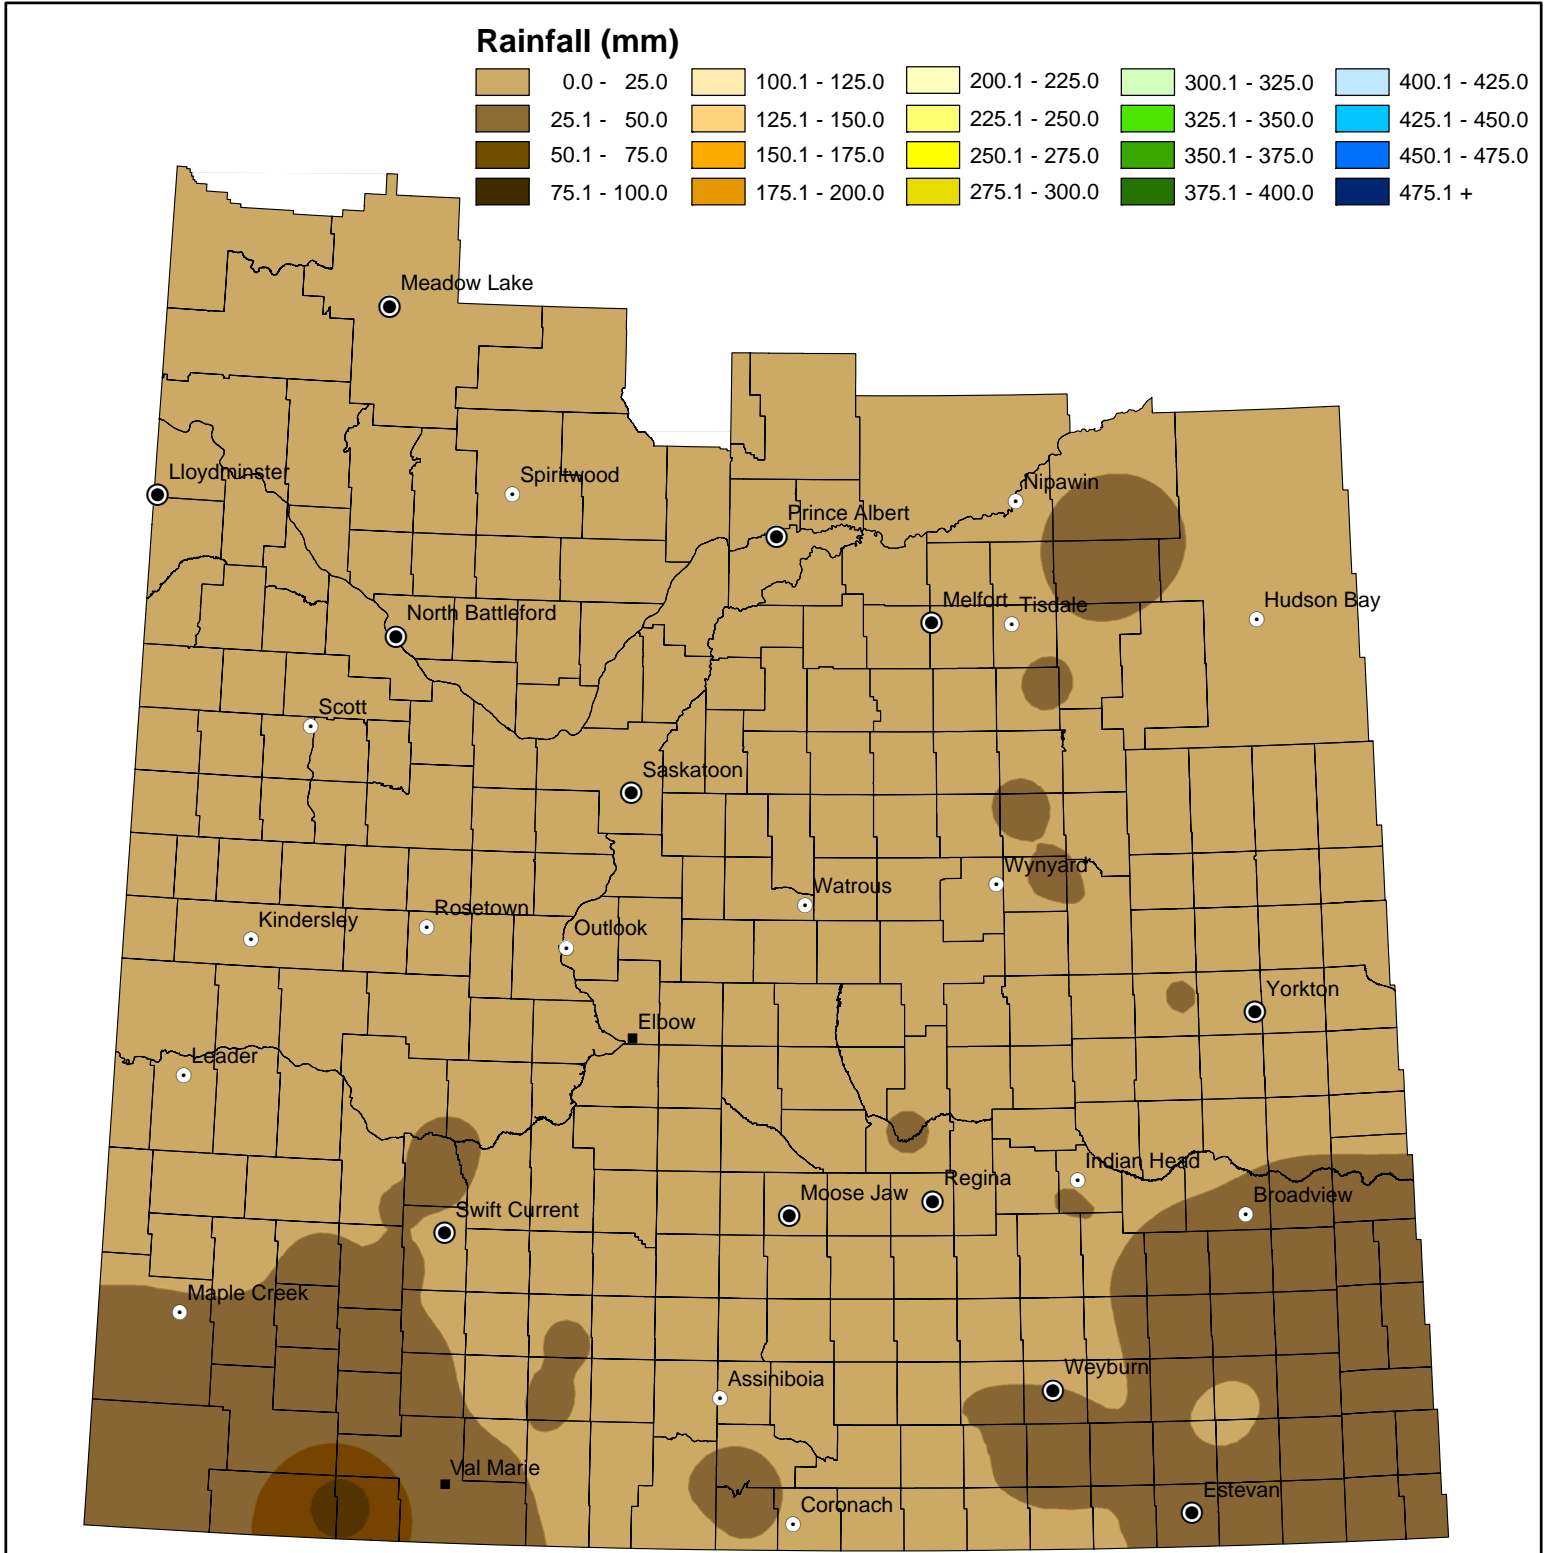 Rainfall (mm)
0.0 - 25.0
25.1 - 50.0
50.1 - 75.0
75.1 - 100.0
100.1 - 125.0
125.1 - 150.0
150.1 - 175.0
175.1 - 200.0
200.1 - 225.0
225.1 - 250.0
250.1 - 275.0
275.1 - 300.0
300.1 - 325.0
325.1 - 350.0
350.1 - 375.0
375.1 - 400.0
400.1 - 425.0
425.1 - 450.0
450.1 - 475.0
475.1 +
Meadow Lake
Lloydminster
Spiritwood
Nipawin
Prince Albert
North Battleford
Melfort
Tisdale
Hudson Bay
Scott
Saskatoon
Wynyard
Watrous
Kindersley
Rosetown
Outlook
Yorkton
Elbow
Leader
Indian Head
Regina
Moose Jaw
Broadview
Swift Current
Maple Creek
Weyburn
Assiniboia
Val Marie
Estevan
Coronach